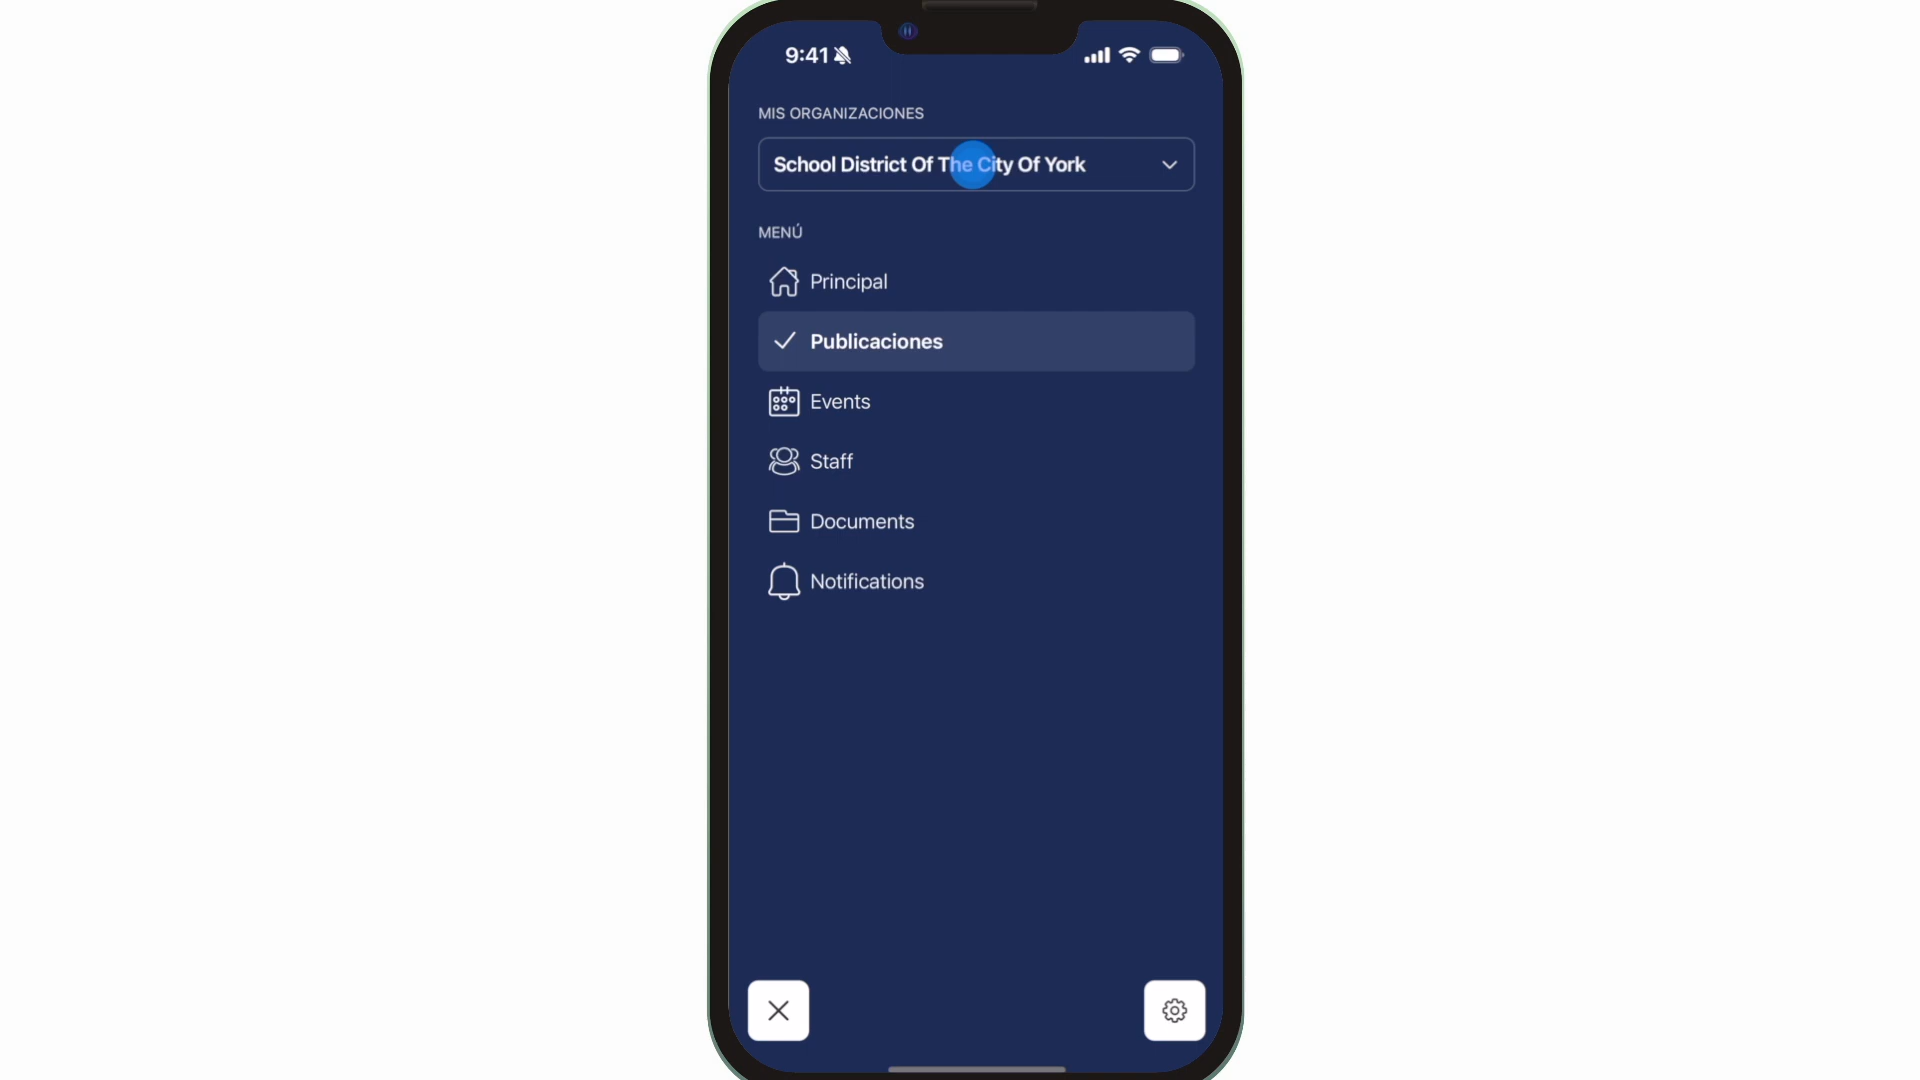 9:41
MIS ORGANIZACIONES
School District Of The City Of York
MENÚ
Principal
Publicaciones
Events
Staff
Documents
Notifications